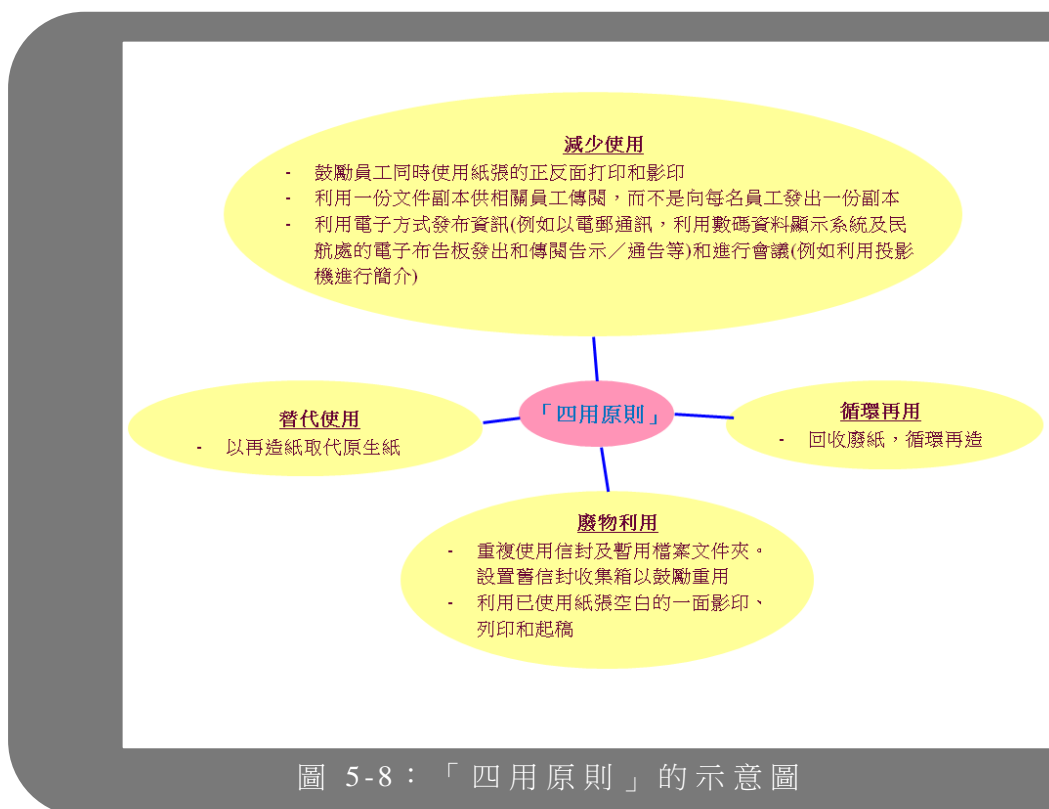 減少使用
- 鼓勵員工同時使用紙張的正反面打印和影印
- 利用一份文件副本供相關員工傳閱，而不是向每名員工發出一份副本
- 利用電子方式發布資訊(例如以電郵通訊，利用數碼資料顯示系統及民
航處的電子布告板發出和傳閱告示／通告等)和進行會議(例如利用投影
機進行簡介)
「四用原則」
替代使用
- 以再造紙取代原生紙
循環再用
- 回收廢紙，循環再造
廢物利用
- 重複使用信封及暫用檔案文件夾。
設置舊信封收集箱以鼓勵重用
- 利用已使用紙張空白的一面影印、
列印和起稿
圖 5-8：「四用原則」的示意圖